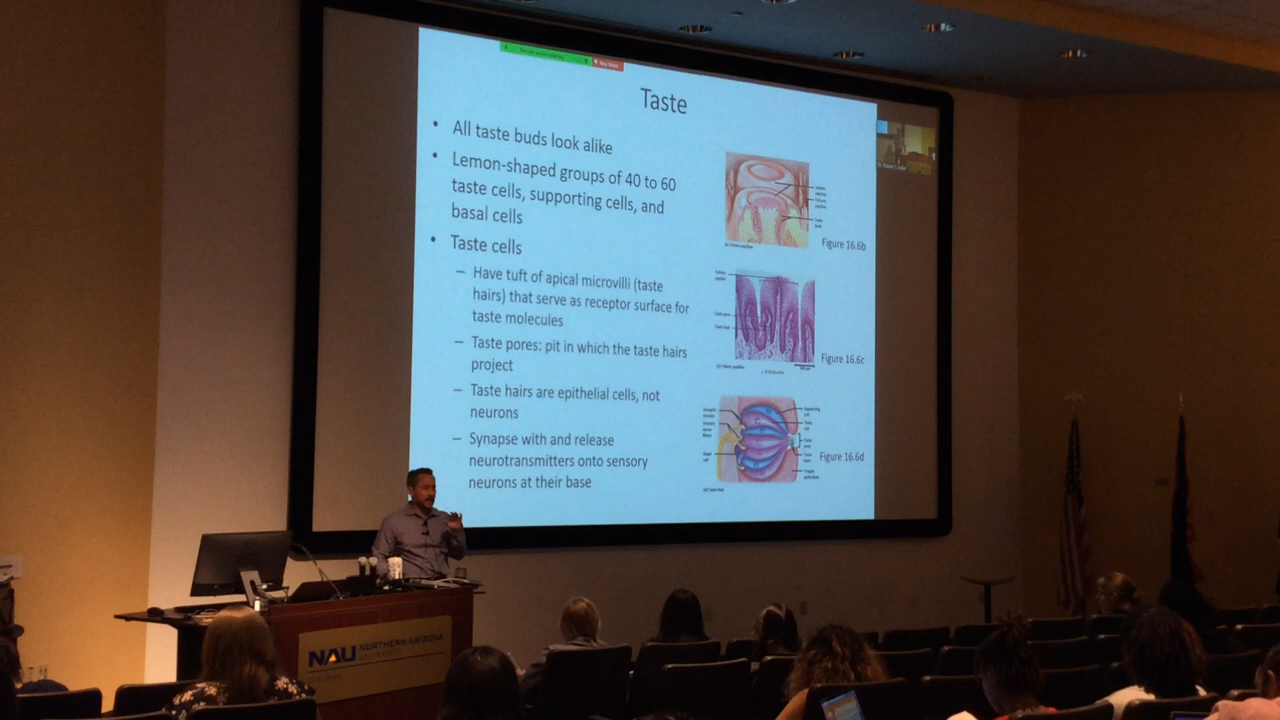 Taste
• All taste buds look alike
• Lemon-shaped groups of 40 to 60
taste cells, supporting cells, and
basal cells
• Taste cells
– Have tuft of apical microvilli (taste
hairs) that serve as receptor surface for
taste molecules
– Taste pores: pit in which the taste hairs
project
– Taste hairs are epithelial cells, not
neurons
– Synapse with and release
neurotransmitters onto sensory
neurons at their base
Figure 16.6b
Figure 16.6c
Figure 16.6d
NAU NORTHERN ARIZONA
UNIVERSITY